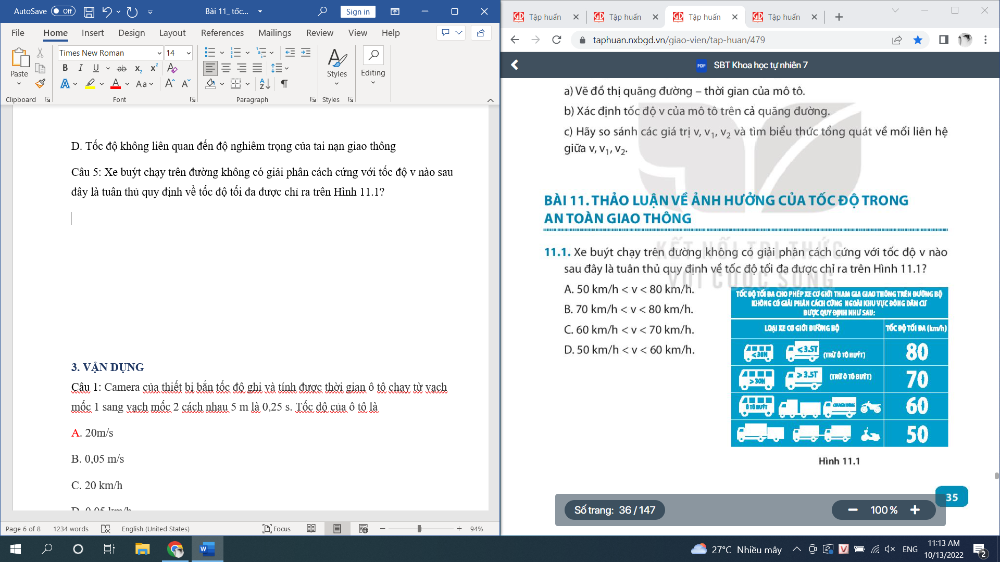 AutoSave Off Bài 11_ tốc... Sign in
File Home Insert Design Layout References Mailings Review View Help
Times New Roman 14
Paste Styles Editing
Clipboard Font Paragraph Styles
D. Tốc độ không liên quan đến độ nghiêm trọng của tai nạn giao thông
Câu 5: Xe buýt chạy trên đường không có giải phân cách cứng với tốc độ v nào sau
đây là tuân thủ quy định về tốc độ tối đa được chỉ ra trên Hình 11.1?
3. VẬN DỤNG
Câu 1: Camera của thiết bị bắn tốc độ ghi và tính được thời gian ô tô chạy từ vạch
mốc 1 sang vạch mốc 2 cách nhau 5 m là 0,25 s. Tốc độ của ô tô là
A. 20m/s
B. 0,05 m/s
C. 20 km/h
D. 0,05 km/h
Page 6 of 8 1234 words English (United States) Focus 94%
Tập huấn Tập huấn Tập huấn Tập huấn
taphuan.nxbgd.vn/giao-vien/tap-huan/479
PDF SBT Khoa học tự nhiên 7
a) Vẽ đồ thị quãng đường – thời gian của mô tô.
b) Xác định tốc độ v của mô tô trên cả quãng đường.
c) Hãy so sánh các giá trị v, v1, v2 và tìm biểu thức tổng quát về mối liên hệ
giữa v, v1, v2.
BÀI 11. THẢO LUẬN VỀ ẢNH HƯỞNG CỦA TỐC ĐỘ TRONG
AN TOÀN GIAO THÔNG
KẾT NỐI TRI THỨC
VỚI CUỘC SỐNG
11.1. Xe buýt chạy trên đường không có giải phân cách cứng với tốc độ v nào
sau đây là tuân thủ quy định về tốc độ tối đa được chỉ ra trên Hình 11.1?
A. 50 km/h < v < 80 km/h.
B. 70 km/h < v < 80 km/h.
C. 60 km/h < v < 70 km/h.
D. 50 km/h < v < 60 km/h.
TỐC ĐỘ TỐI ĐA CHO PHÉP XE CƠ GIỚI THAM GIA GIAO THÔNG TRÊN ĐƯỜNG BỘ
KHÔNG CÓ GIẢI PHÂN CÁCH CỨNG NGOÀI KHU VỰC ĐÔNG DÂN CƯ
ĐƯỢC QUY ĐỊNH NHƯ SAU:
LOẠI XE CƠ GIỚI ĐƯỜNG BỘ TỐC ĐỘ TỐI ĐA (km/h)
≤30N ≤3.5T (TRỪ Ô TÔ BUÝT) 80
>30N >3.5T (TRỪ Ô TÔ BUÝT) 70
Ô TÔ BUÝT CHUYÊN DÙNG 60
50
Hình 11.1
35
Số trang: 36 / 147 100 %
27°C Nhiều mây ENG 11:13 AM
10/13/2022 2